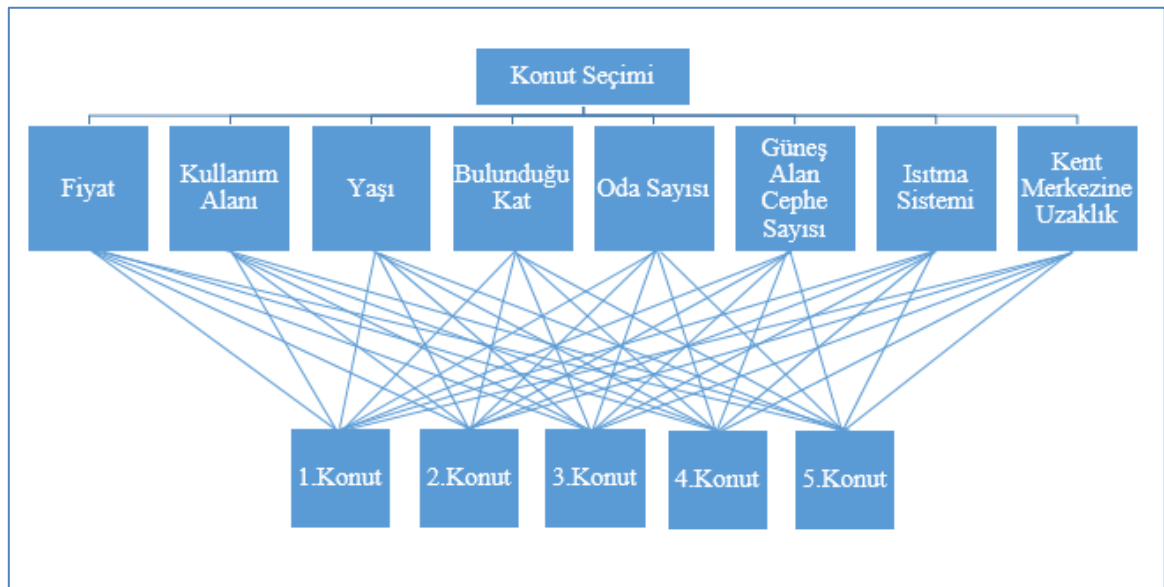 Konut Seçimi
Fiyat
Kullanım
Alanı
Yaşı
Bulunduğu
Kat
Oda Sayısı
Güneş
Alan
Cephe
Sayısı
Isıtma
Sistemi
Kent
Merkezine
Uzaklık
1.Konut
2.Konut
3.Konut
4.Konut
5.Konut